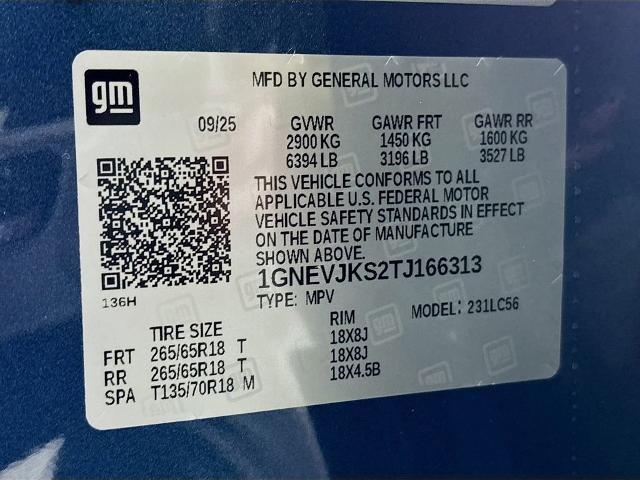 gm
MFD BY GENERAL MOTORS LLC
09/25 GVWR GAWR FRT GAWR RR
2900 KG 1450 KG 1600 KG
6394 LB 3196 LB 3527 LB
THIS VEHICLE CONFORMS TO ALL
APPLICABLE U.S. FEDERAL MOTOR
VEHICLE SAFETY STANDARDS IN EFFECT
ON THE DATE OF MANUFACTURE
SHOWN ABOVE.
136H
1GNEVJKS2TJ166313
TYPE: MPV MODEL: 231LC56
TIRE SIZE RIM
FRT 265/65R18 T 18X8J
RR 265/65R18 T 18X8J
SPA T135/70R18 M 18X4.5B